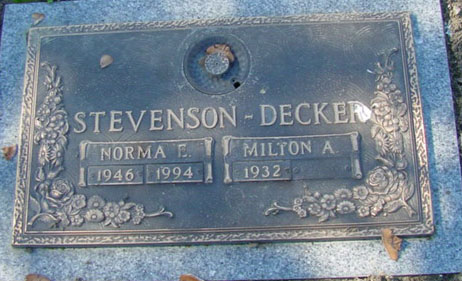 STEVENSON - DECKER
NORMA E. MILTON A.
1946 1994 1932